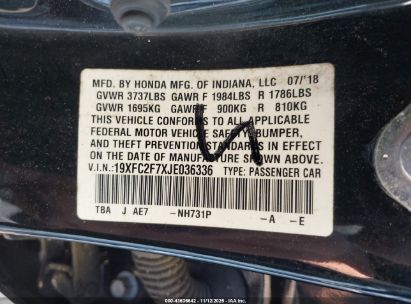 MFD. BY HONDA MFG. OF INDIANA, LLC 07/'18
GVWR 3737LBS GAWR F 1984LBS R 1786LBS
GVWR 1695KG GAWR F 900KG R 810KG
THIS VEHICLE CONFORMS TO ALL APPLICABLE
FEDERAL MOTOR VEHICLE SAFETY, BUMPER,
AND THEFT PREVENTION STANDARDS IN EFFECT
ON THE DATE OF MANUFACTURE SHOWN ABOVE.
V.I.N.:19XFC2F7XJE036336 TYPE: PASSENGER CAR
TBA J AE7 -NH731P -A -E